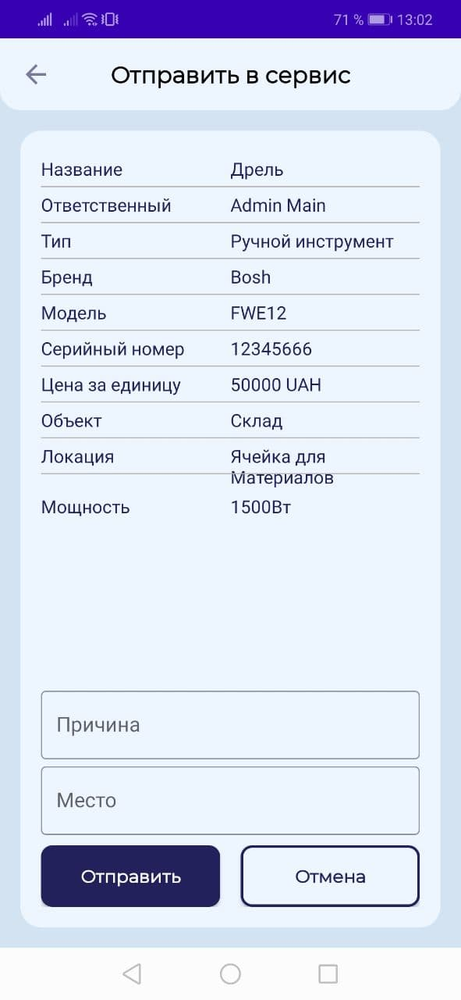 71 % 13:02
Отправить в сервис
Название Дрель
Ответственный Admin Main
Тип Ручной инструмент
Бренд Bosh
Модель FWE12
Серийный номер 12345666
Цена за единицу 50000 UAH
Объект Склад
Локация Ячейка для
Материалов
Мощность 1500Вт
Причина
Место
Отправить Отмена